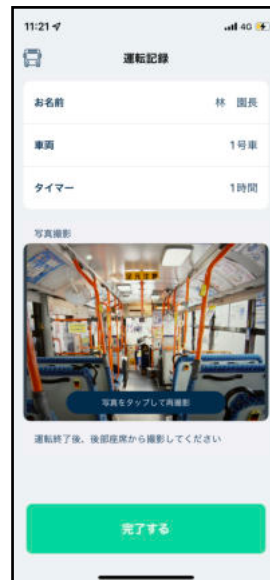 11:21
4G
運転記録
お名前 林 園長
車両 1号車
タイマー 1時間
写真撮影
写真をタップして再撮影
運転終了後、後部座席から撮影してください
完了する